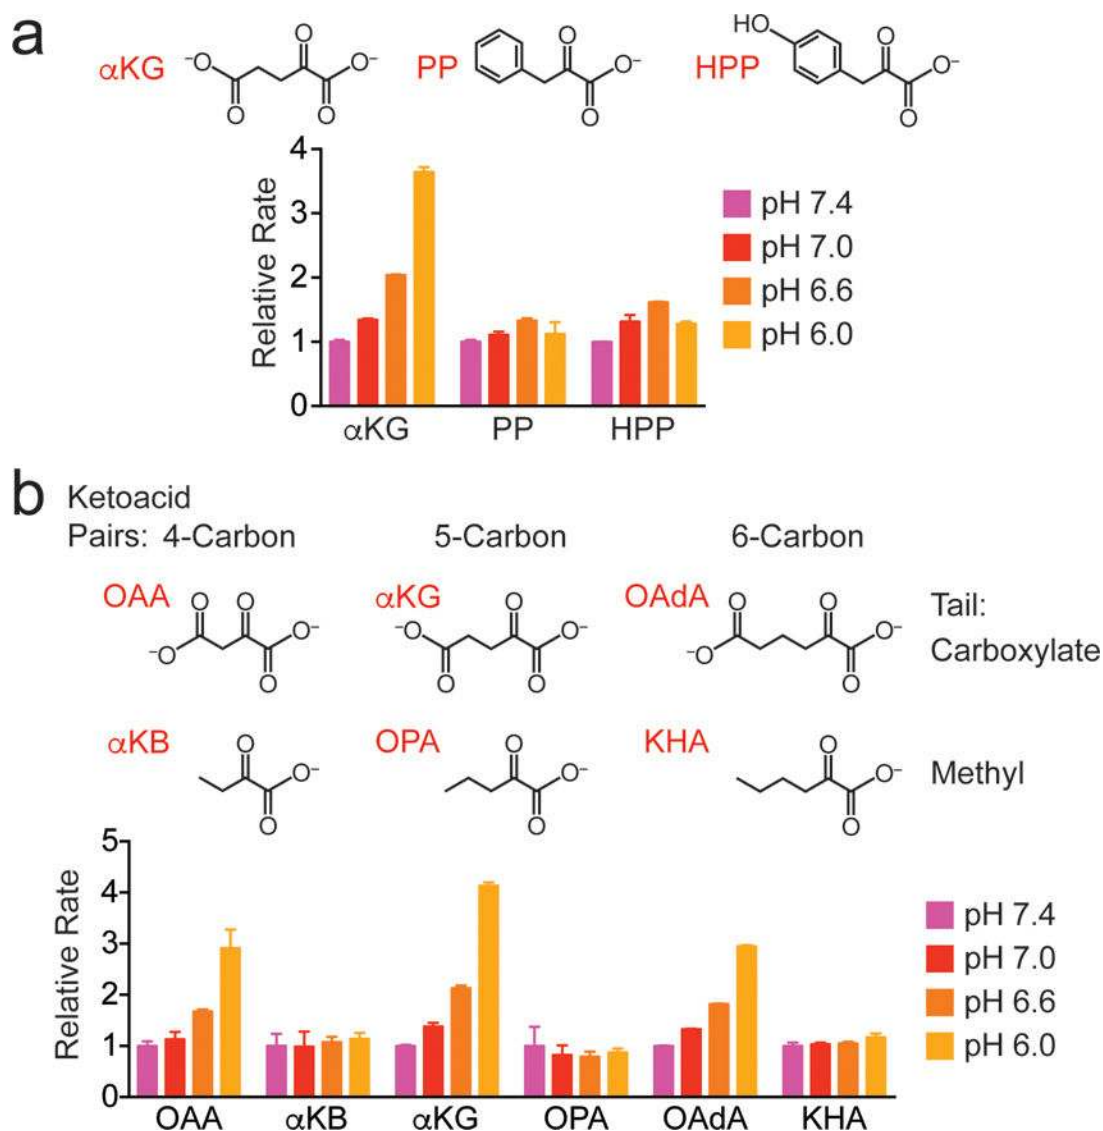 a
αKG
PP
HPP
⁻O O O⁻ O O
O O⁻ O
HO O O⁻ O
Relative Rate
4
3
2
1
0
αKG PP HPP
pH 7.4
pH 7.0
pH 6.6
pH 6.0
b
Ketoacid
Pairs: 4-Carbon 5-Carbon 6-Carbon
OAA
O O O⁻ ⁻O O
αKG
O ⁻O O⁻ O O
OAdA
O O O⁻ ⁻O O
Tail:
Carboxylate
αKB
O O⁻ O
OPA
O O⁻ O
KHA
O O⁻ O
Methyl
Relative Rate
5
4
3
2
1
0
OAA αKB αKG OPA OAdA KHA
pH 7.4
pH 7.0
pH 6.6
pH 6.0